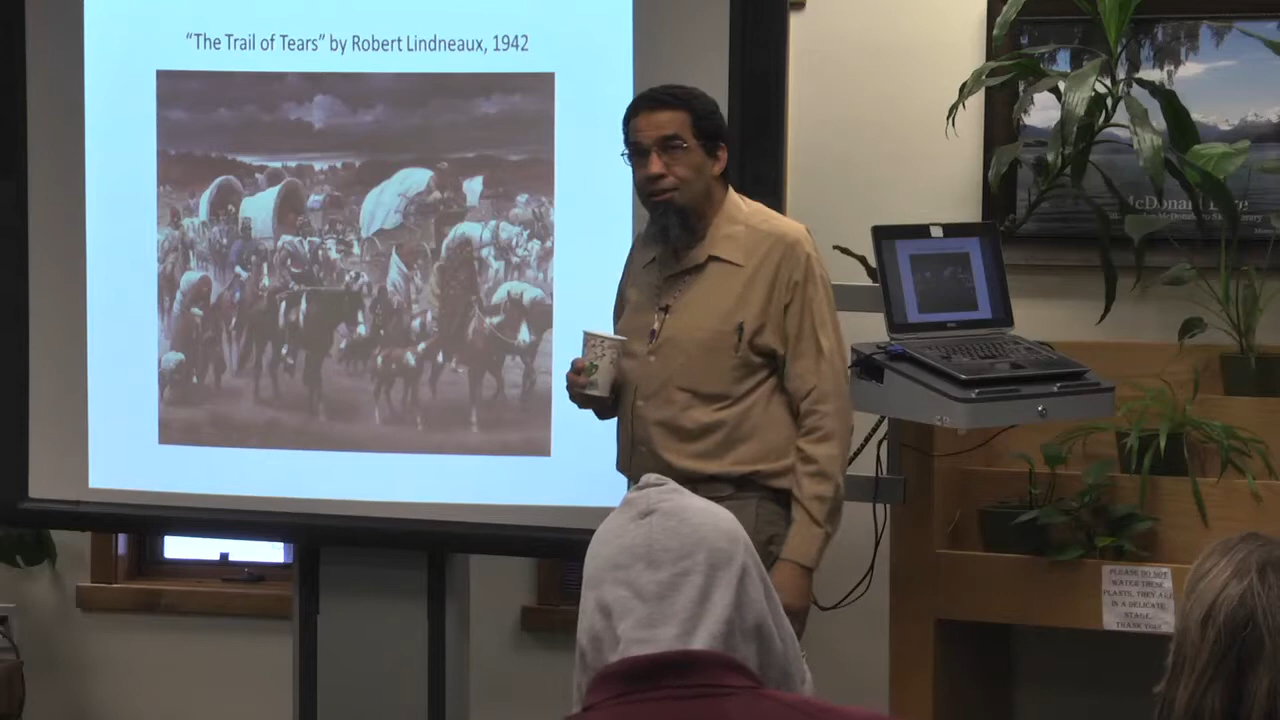 “The Trail of Tears” by Robert Lindneaux, 1942
McDonald
PLEASE DO NOT
WATER THESE
PLANTS, THEY ARE
IN A DELICATE
STAGE.
THANK YOU!